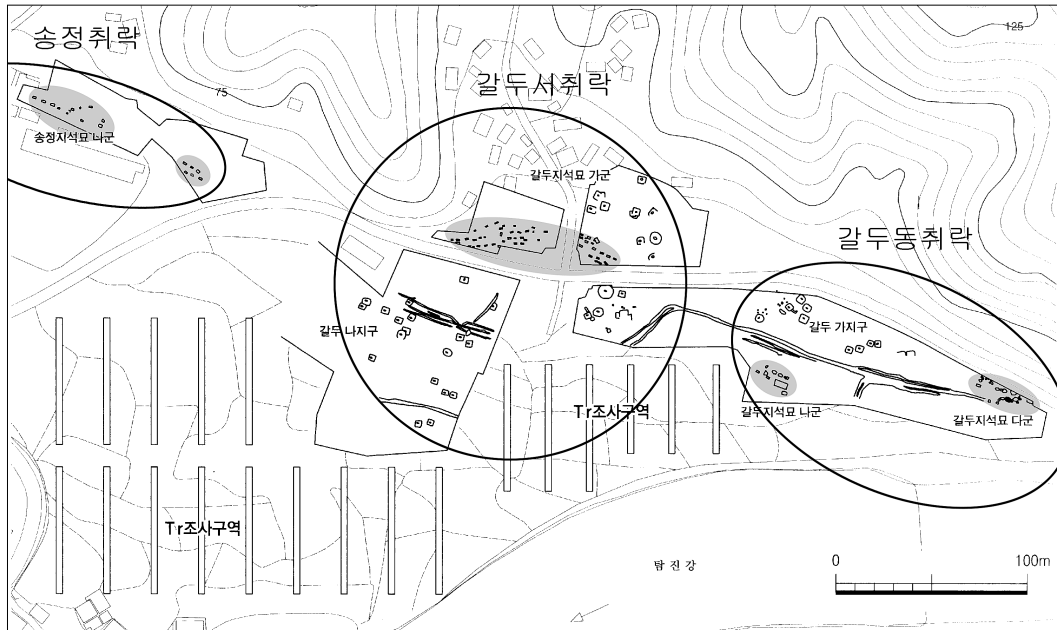 송정취락
125
갈두서취락
75
송정지석묘 나군
갈두지석묘 가군
갈두동취락
갈두 나지구
갈두 가지구
Tr조사구역
갈두지석묘 나군
갈두지석묘 다군
Tr조사구역
탐진강
0
100m